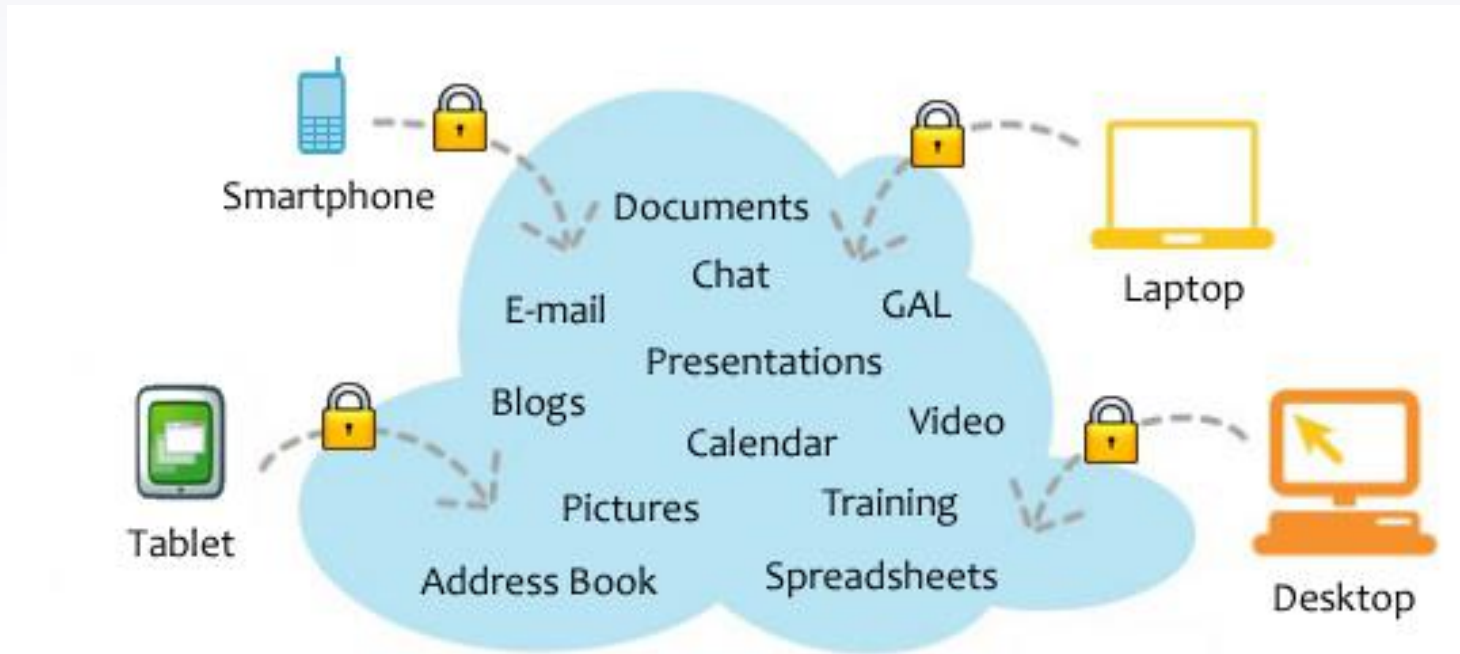 Smartphone
Documents
Chat
E-mail
GAL
Laptop
Presentations
Blogs
Video
Calendar
Pictures
Training
Tablet
Address Book
Spreadsheets
Desktop